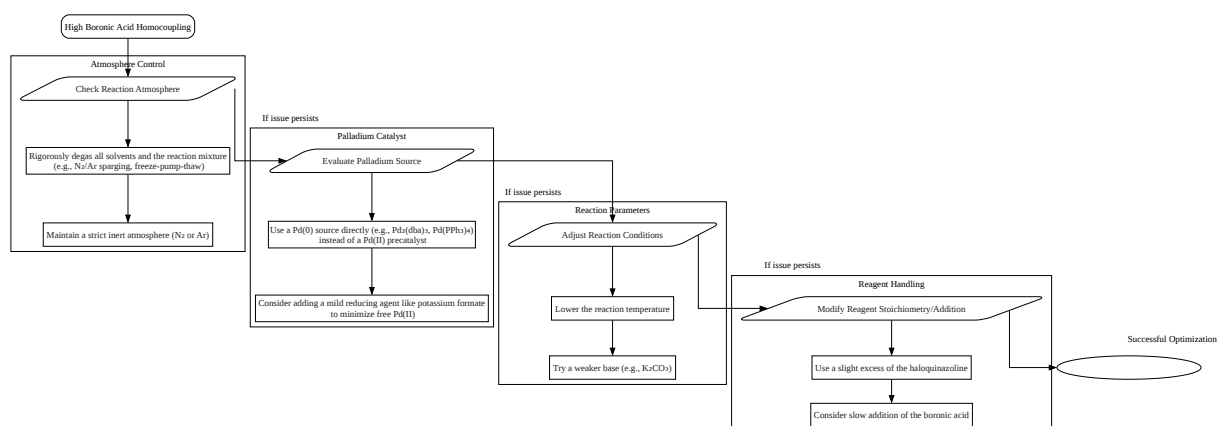 High Boronic Acid Homocoupling
Atmosphere Control
Check Reaction Atmosphere
Rigorously degas all solvents and the reaction mixture
(e.g., N₂/Ar sparging, freeze-pump-thaw)
Maintain a strict inert atmosphere (N₂ or Ar)
If issue persists
Palladium Catalyst
Evaluate Palladium Source
Use a Pd(0) source directly (e.g., Pd₂(dba)₃, Pd(PPh₃)₄)
instead of a Pd(II) precatalyst
Consider adding a mild reducing agent like potassium formate
to minimize free Pd(II)
If issue persists
Reaction Parameters
Adjust Reaction Conditions
Lower the reaction temperature
Try a weaker base (e.g., K₂CO₃)
If issue persists
Reagent Handling
Modify Reagent Stoichiometry/Addition
Use a slight excess of the haloquinazoline
Consider slow addition of the boronic acid
Successful Optimization